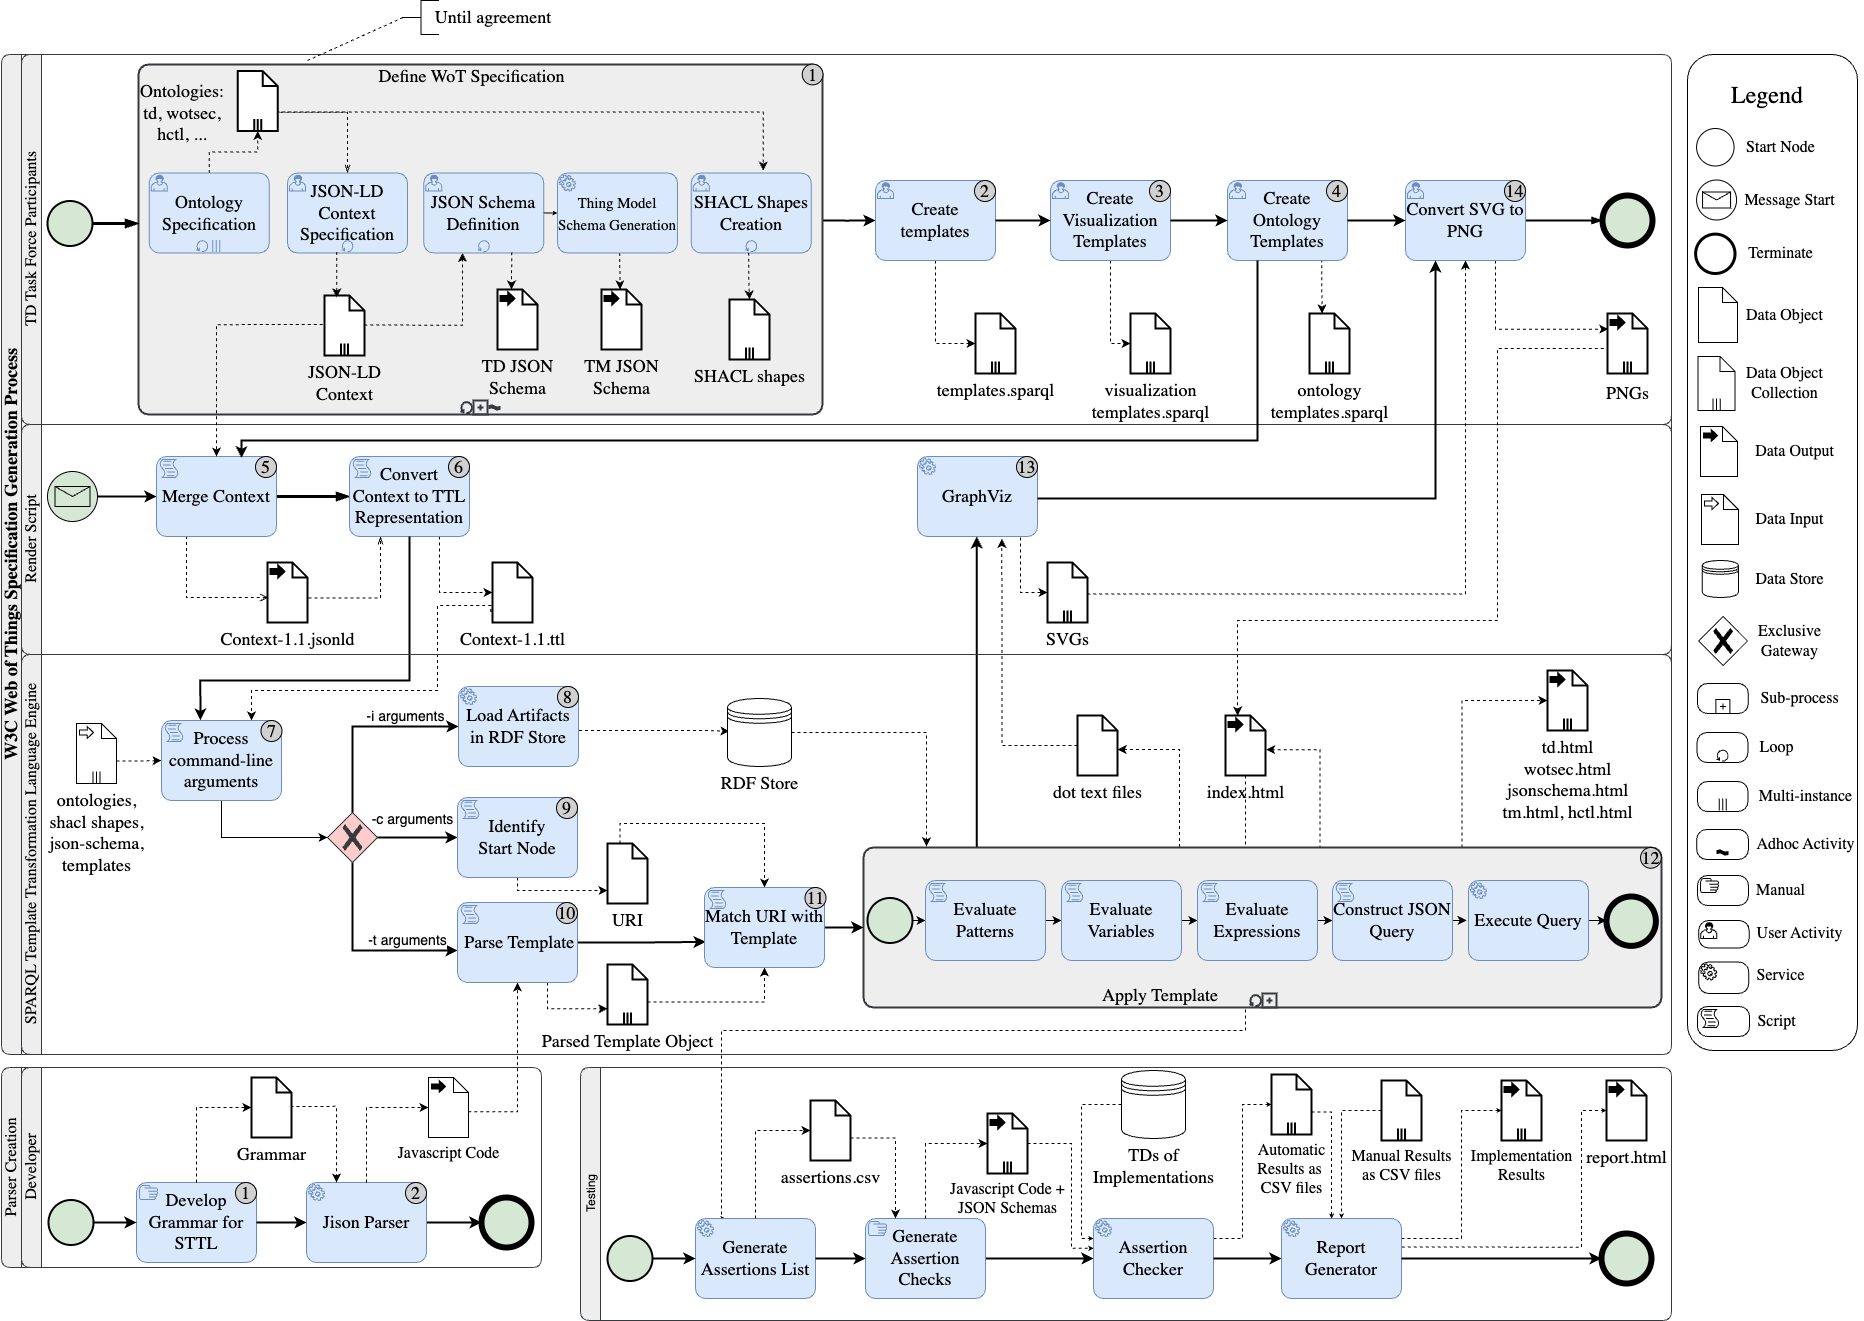 Until agreement
W3C Web of Things Specification Generation Process
TD Task Force Participants
Define WoT Specification
1
Ontologies:
td, wotsec,
hctl, ...
Ontology
Specification
JSON-LD
Context
Specification
JSON Schema
Definition
Thing Model
Schema Generation
SHACL Shapes
Creation
JSON-LD
Context
TD JSON
Schema
TM JSON
Schema
SHACL shapes
2
Create
templates
3
Create
Visualization
Templates
4
Create
Ontology
Templates
14
Convert SVG to
PNG
templates.sparql
visualization
templates.sparql
ontology
templates.sparql
PNGs
Render Script
5
Merge Context
6
Convert
Context to TTL
Representation
13
GraphViz
Context-1.1.jsonld
Context-1.1.ttl
SVGs
SPARQL Template Transformation Language Engine
ontologies,
shacl shapes,
json-schema,
templates
7
Process
command-line
arguments
-i arguments
-c arguments
-t arguments
8
Load Artifacts
in RDF Store
9
Identify
Start Node
10
Parse Template
RDF Store
URI
Parsed Template Object
11
Match URI with
Template
dot text files
index.html
td.html
wotsec.html
jsonschema.html
tm.html, hctl.html
12
Evaluate
Patterns
Evaluate
Variables
Evaluate
Expressions
Construct JSON
Query
Execute Query
Apply Template
Parser Creation
Developer
Grammar
Javascript Code
1
Develop
Grammar for
STTL
2
Jison Parser
Testing
assertions.csv
Javascript Code +
JSON Schemas
TDs of
Implementations
Automatic
Results as
CSV files
Manual Results
as CSV files
Implementation
Results
report.html
Generate
Assertions List
Generate
Assertion
Checks
Assertion
Checker
Report
Generator
Legend
Start Node
Message Start
Terminate
Data Object
Data Object
Collection
Data Output
Data Input
Data Store
Exclusive
Gateway
Sub-process
Loop
Multi-instance
Adhoc Activity
Manual
User Activity
Service
Script